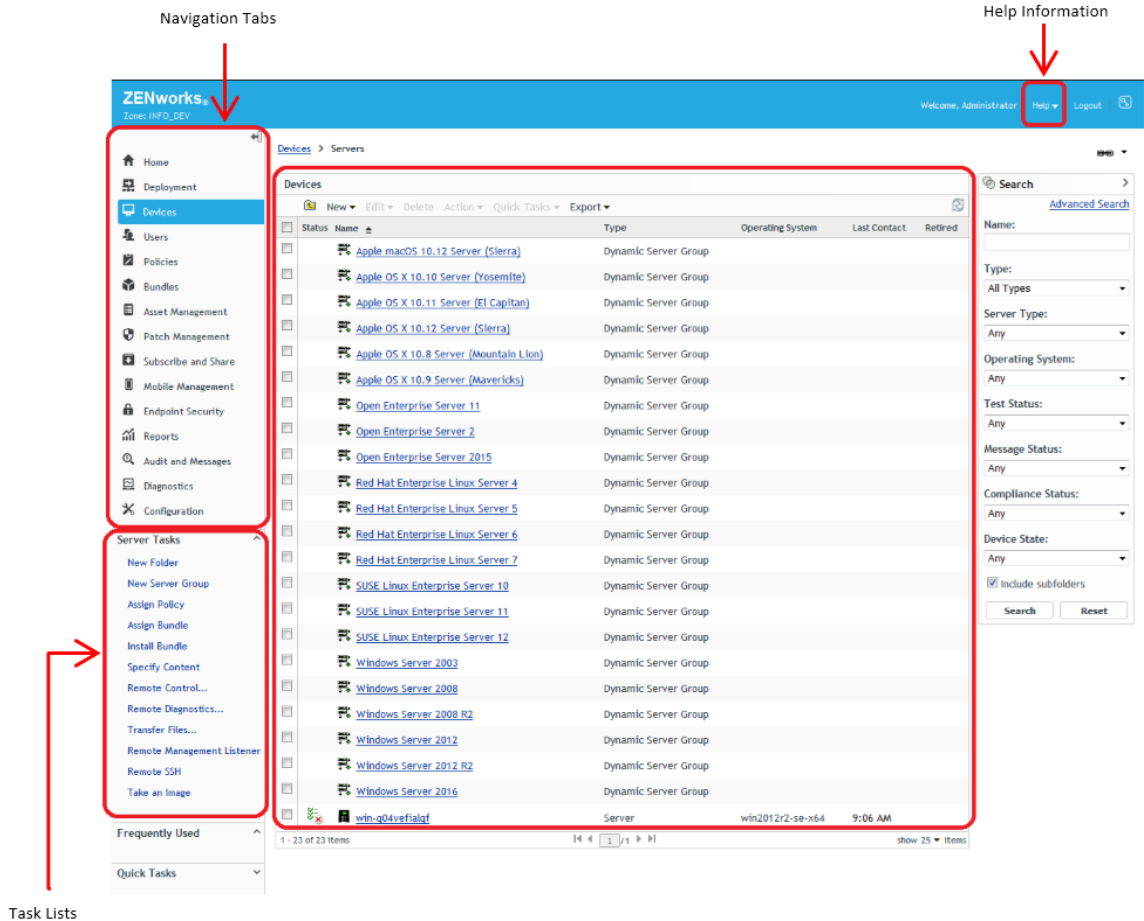 Navigation Tabs
Help Information
ZENworks®
Zone: INFO_DEV
Welcome, Administrator Help Logout
Home
Deployment
Devices
Users
Policies
Bundles
Asset Management
Patch Management
Subscribe and Share
Mobile Management
Endpoint Security
Reports
Audit and Messages
Diagnostics
Configuration
Server Tasks
New Folder
New Server Group
Assign Policy
Assign Bundle
Install Bundle
Specify Content
Remote Control...
Remote Diagnostics...
Transfer Files...
Remote Management Listener
Remote SSH
Take an Image
Frequently Used
Quick Tasks
Task Lists
Devices > Servers
Devices
New Edit Delete Action Quick Tasks Export
Status Name Type Operating System Last Contact Retired
Apple macOS 10.12 Server (Sierra) Dynamic Server Group
Apple OS X 10.10 Server (Yosemite) Dynamic Server Group
Apple OS X 10.11 Server (El Capitan) Dynamic Server Group
Apple OS X 10.12 Server (Sierra) Dynamic Server Group
Apple OS X 10.8 Server (Mountain Lion) Dynamic Server Group
Apple OS X 10.9 Server (Mavericks) Dynamic Server Group
Open Enterprise Server 11 Dynamic Server Group
Open Enterprise Server 2 Dynamic Server Group
Open Enterprise Server 2015 Dynamic Server Group
Red Hat Enterprise Linux Server 4 Dynamic Server Group
Red Hat Enterprise Linux Server 5 Dynamic Server Group
Red Hat Enterprise Linux Server 6 Dynamic Server Group
Red Hat Enterprise Linux Server 7 Dynamic Server Group
SUSE Linux Enterprise Server 10 Dynamic Server Group
SUSE Linux Enterprise Server 11 Dynamic Server Group
SUSE Linux Enterprise Server 12 Dynamic Server Group
Windows Server 2003 Dynamic Server Group
Windows Server 2008 Dynamic Server Group
Windows Server 2008 R2 Dynamic Server Group
Windows Server 2012 Dynamic Server Group
Windows Server 2012 R2 Dynamic Server Group
Windows Server 2016 Dynamic Server Group
win-q04vefialgf Server win2012r2-se-x64 9:06 AM
1 - 23 of 23 items 1 /1 show 25 items
Search
Advanced Search
Name:
Type:
All Types
Server Type:
Any
Operating System:
Any
Test Status:
Any
Message Status:
Any
Compliance Status:
Any
Device State:
Any
Include subfolders
Search Reset